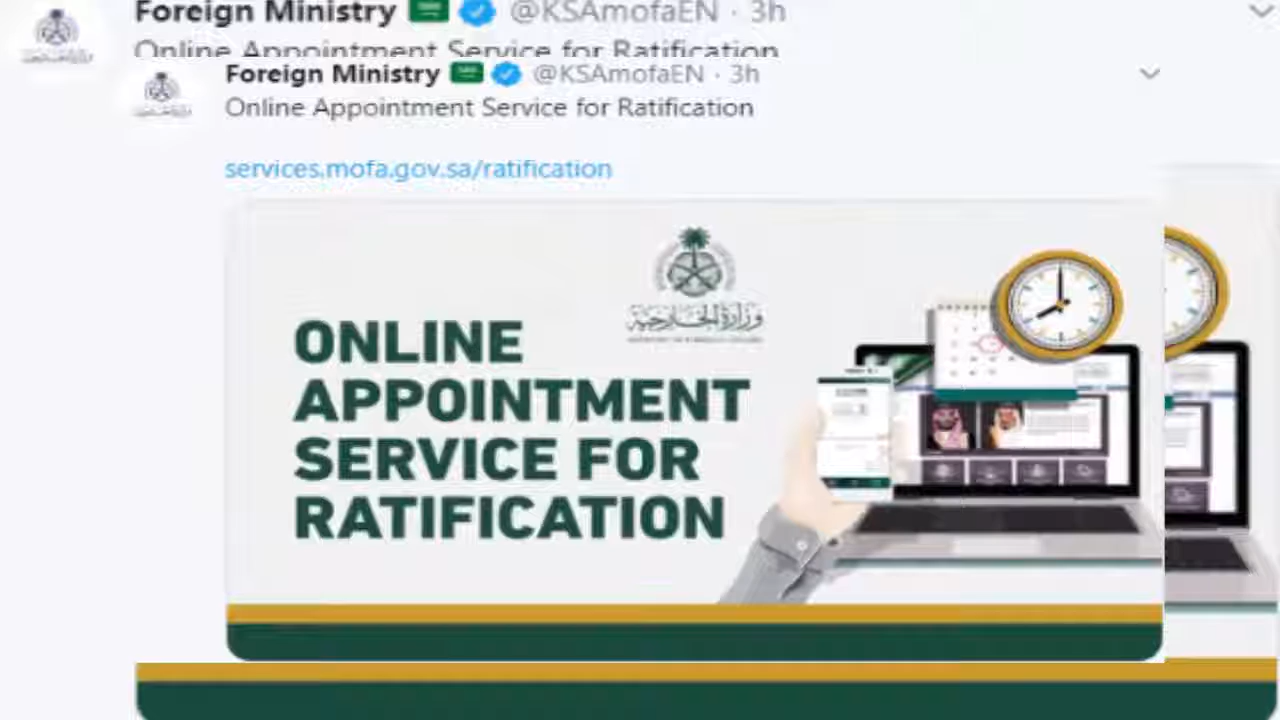 Foreign Ministry @KSAmofaEN · 3h
Online Appointment Service for Ratification
Foreign Ministry @KSAmofaEN · 3h
Online Appointment Service for Ratification
services.mofa.gov.sa/ratification
وزارة الخارجية
ONLINE
APPOINTMENT
SERVICE FOR
RATIFICATION